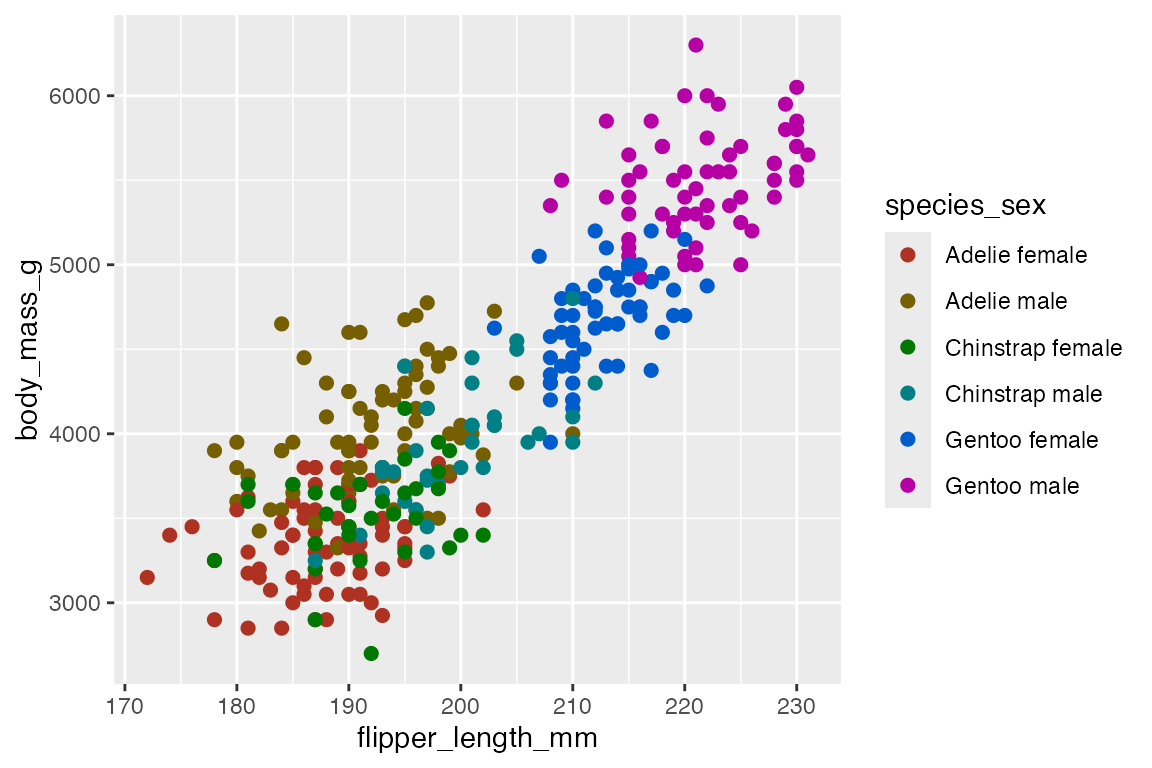 6000
5000
4000
3000
body_mass_g
170 180 190 200 210 220 230
flipper_length_mm
species_sex
Adelie female
Adelie male
Chinstrap female
Chinstrap male
Gentoo female
Gentoo male